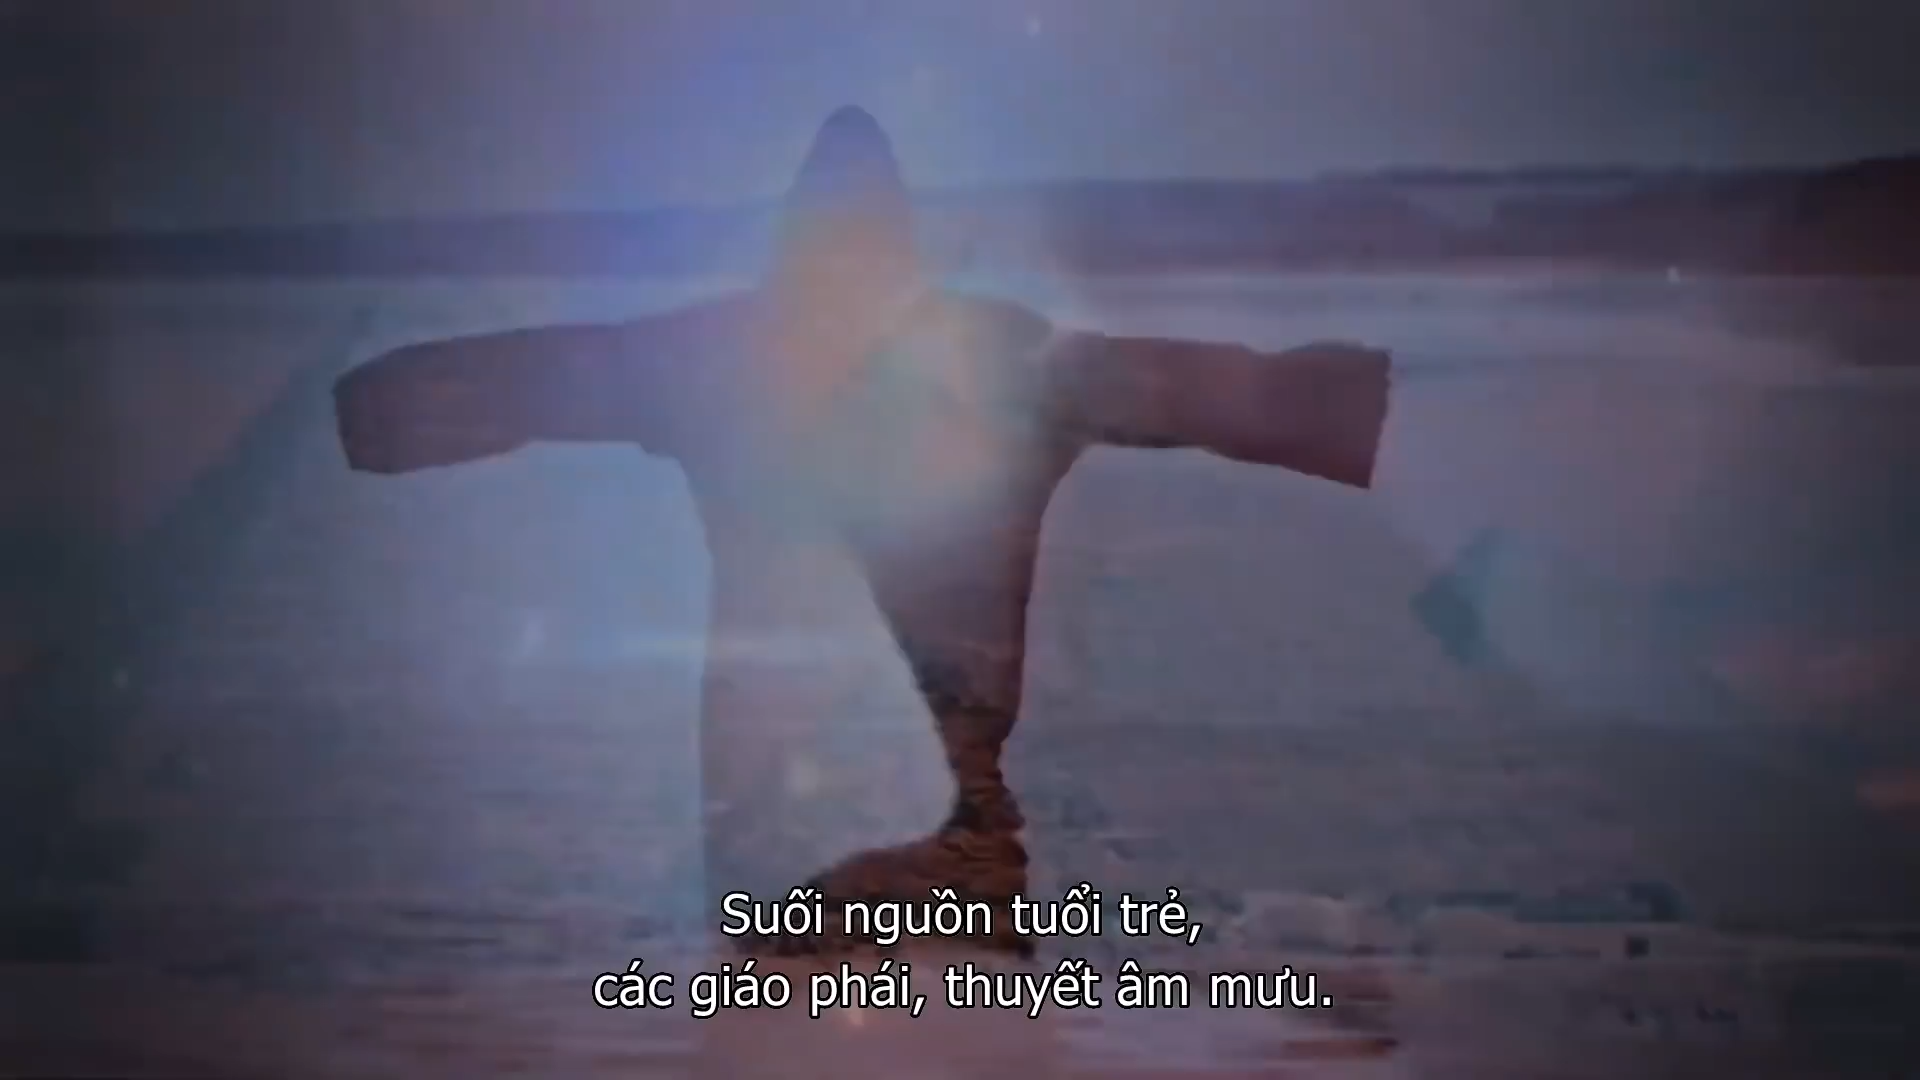 Suối nguồn tuổi trẻ,
các giáo phái, thuyết âm mưu.